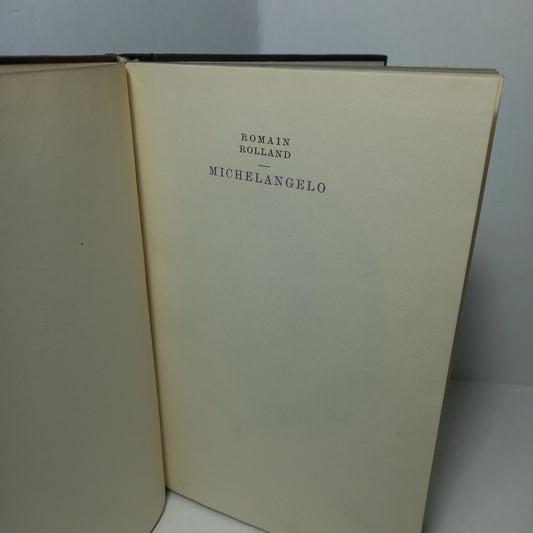 ROMAIN
ROLLAND
—
MICHELANGELO